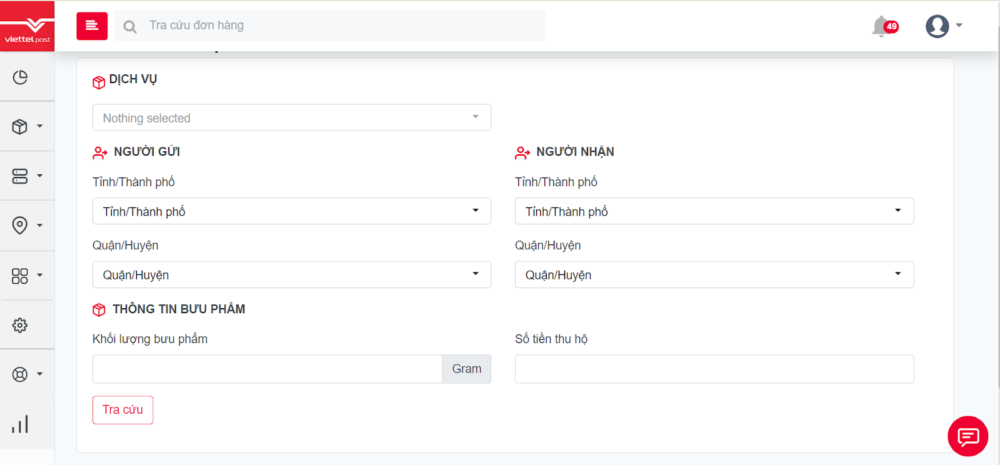 viettel post
Tra cứu đơn hàng
49
DỊCH VỤ
Nothing selected
NGƯỜI GỬI
NGƯỜI NHẬN
Tỉnh/Thành phố
Tỉnh/Thành phố
Tỉnh/Thành phố
Tỉnh/Thành phố
Quận/Huyện
Quận/Huyện
Quận/Huyện
Quận/Huyện
THÔNG TIN BƯU PHẨM
Khối lượng bưu phẩm
Số tiền thu hộ
Gram
Tra cứu